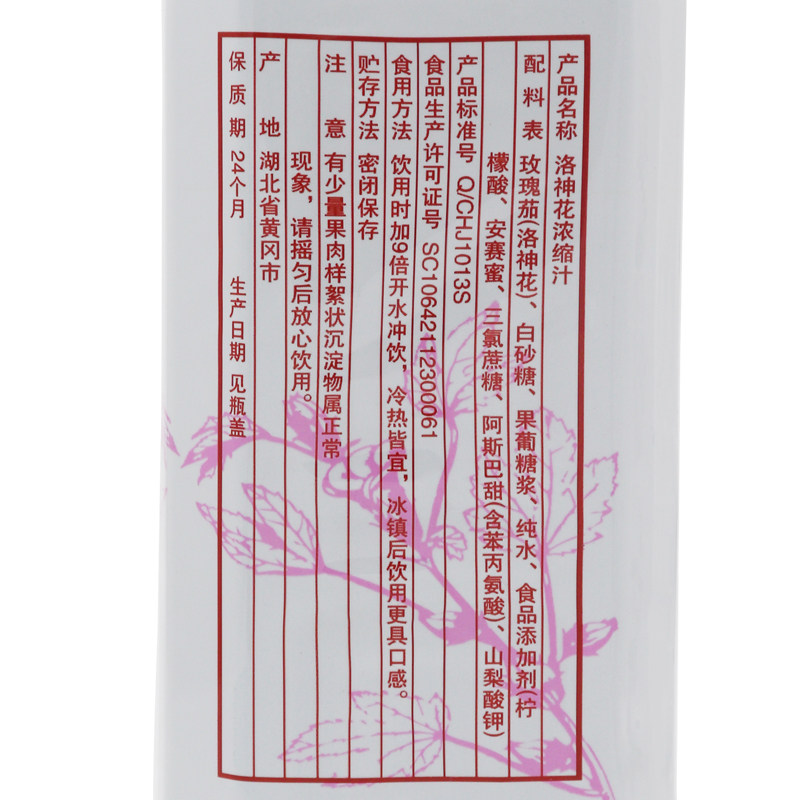 产品名称 洛神花浓缩汁
配料表 玫瑰茄(洛神花)、白砂糖、果葡糖浆、纯水、食品添加剂(柠
檬酸、安赛蜜、三氯蔗糖、阿斯巴甜(含苯丙氨酸)、山梨酸钾)
产品标准号 Q/CHJ1013S
食品生产许可证号 SC10642112300061
食用方法 饮用时加9倍开水冲饮，冷热皆宜，冰镇后饮用更具口感。
贮存方法 密闭保存
注意 有少量果肉样絮状沉淀物属正常
现象，请摇匀后放心饮用。
产地 湖北省黄冈市
保质期 24个月 生产日期 见瓶盖